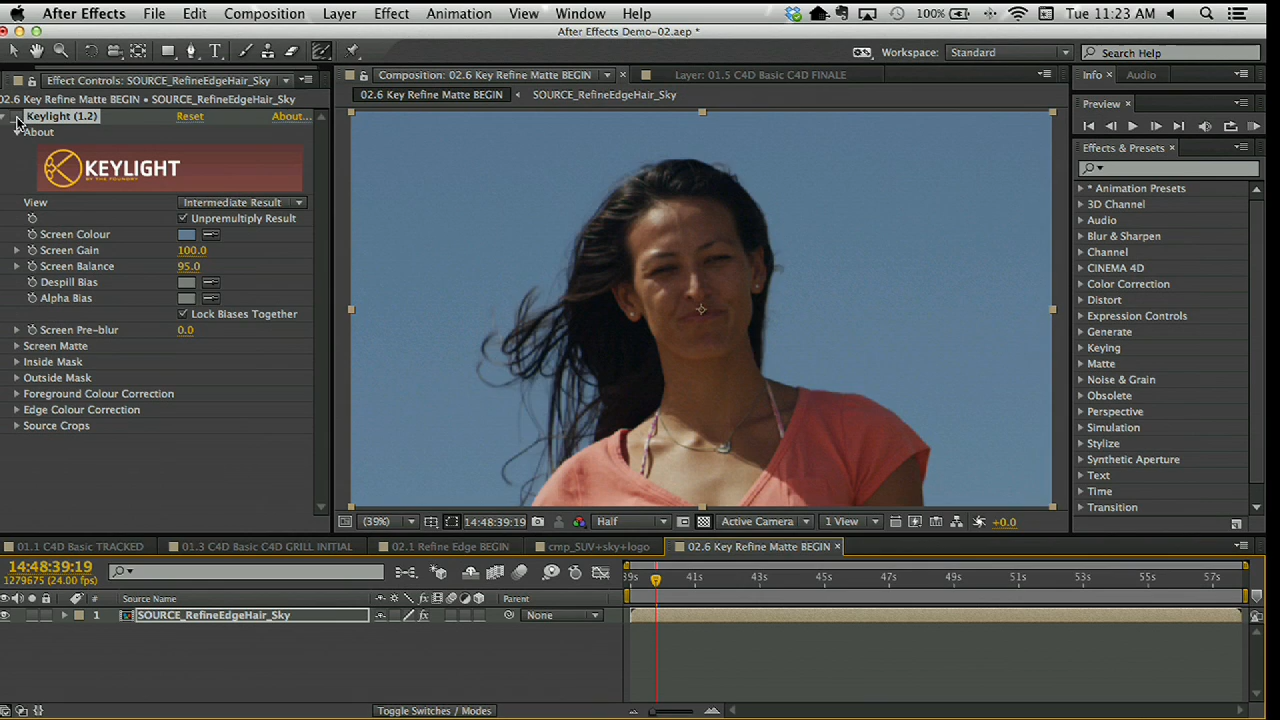 After Effects File Edit Composition Layer Effect Animation View Window Help 100% Tue 11:23 AM
After Effects Demo-02.aep *
Workspace: Standard Search Help
Effect Controls: SOURCE_RefineEdgeHair_Sky
Composition: 02.6 Key Refine Matte BEGIN
Layer: 01.5 C4D Basic C4D FINALE
Info Audio
02.6 Key Refine Matte BEGIN • SOURCE_RefineEdgeHair_Sky
02.6 Key Refine Matte BEGIN SOURCE_RefineEdgeHair_Sky
Keylight (1.2) Reset About...
About
KEYLIGHT
BY THE FOUNDRY
View Intermediate Result
Unpremultiply Result
Screen Colour
Screen Gain 100.0
Screen Balance 95.0
Despill Bias
Alpha Bias
Lock Biases Together
Screen Pre-blur 0.0
Screen Matte
Inside Mask
Outside Mask
Foreground Colour Correction
Edge Colour Correction
Source Crops
(39%) 14:48:39:19 Half Active Camera 1 View +0.0
Preview
Effects & Presets
* Animation Presets
3D Channel
Audio
Blur & Sharpen
Channel
CINEMA 4D
Color Correction
Distort
Expression Controls
Generate
Keying
Matte
Noise & Grain
Obsolete
Perspective
Simulation
Stylize
Synthetic Aperture
Text
Time
Transition
01.1 C4D Basic TRACKED 01.3 C4D Basic GRILL INITIAL 02.1 Refine Edge BEGIN cmp_SUV+sky+logo 02.6 Key Refine Matte BEGIN
14:48:39:19
1279675 (24.00 fps)
39s 41s 43s 45s 47s 49s 51s 53s 55s 57s
# Source Name fx Parent
1 SOURCE_RefineEdgeHair_Sky fx None
Toggle Switches / Modes